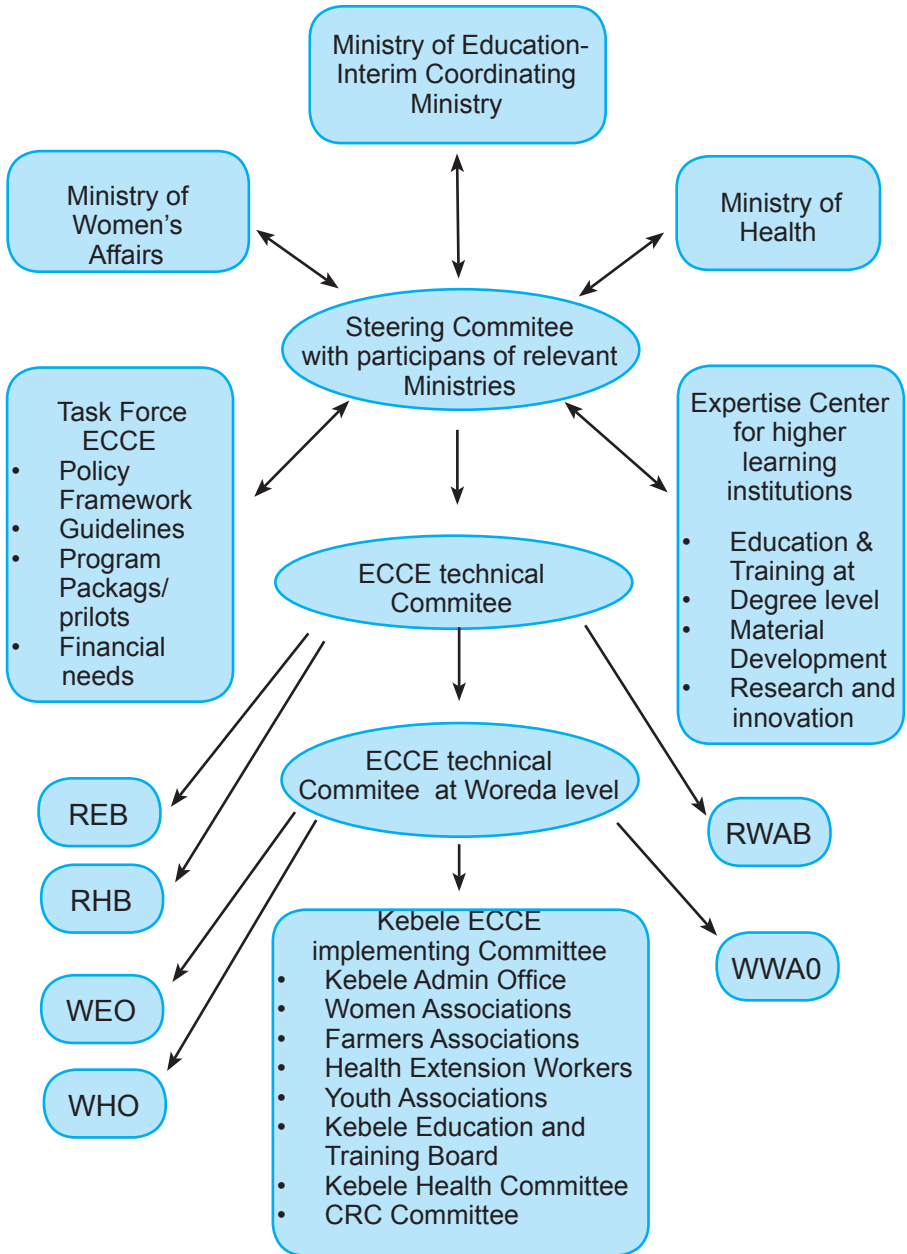 Ministry of Education-
Interim Coordinating
Ministry
Ministry of
Women's
Affairs
Ministry of
Health
Steering Commitee
with participans of relevant
Ministries
Task Force
ECCE
• Policy
Framework
• Guidelines
• Program
Packags/
prilots
• Financial
needs
Expertise Center
for higher
learning
institutions
• Education &
Training at
• Degree level
• Material
Development
• Research and
innovation
ECCE technical
Commitee
ECCE technical
Commitee at Woreda level
REB
RHB
RWAB
WEO
WHO
WWA0
Kebele ECCE
implementing Committee
• Kebele Admin Office
• Women Associations
• Farmers Associations
• Health Extension Workers
• Youth Associations
• Kebele Education and
Training Board
• Kebele Health Committee
• CRC Committee